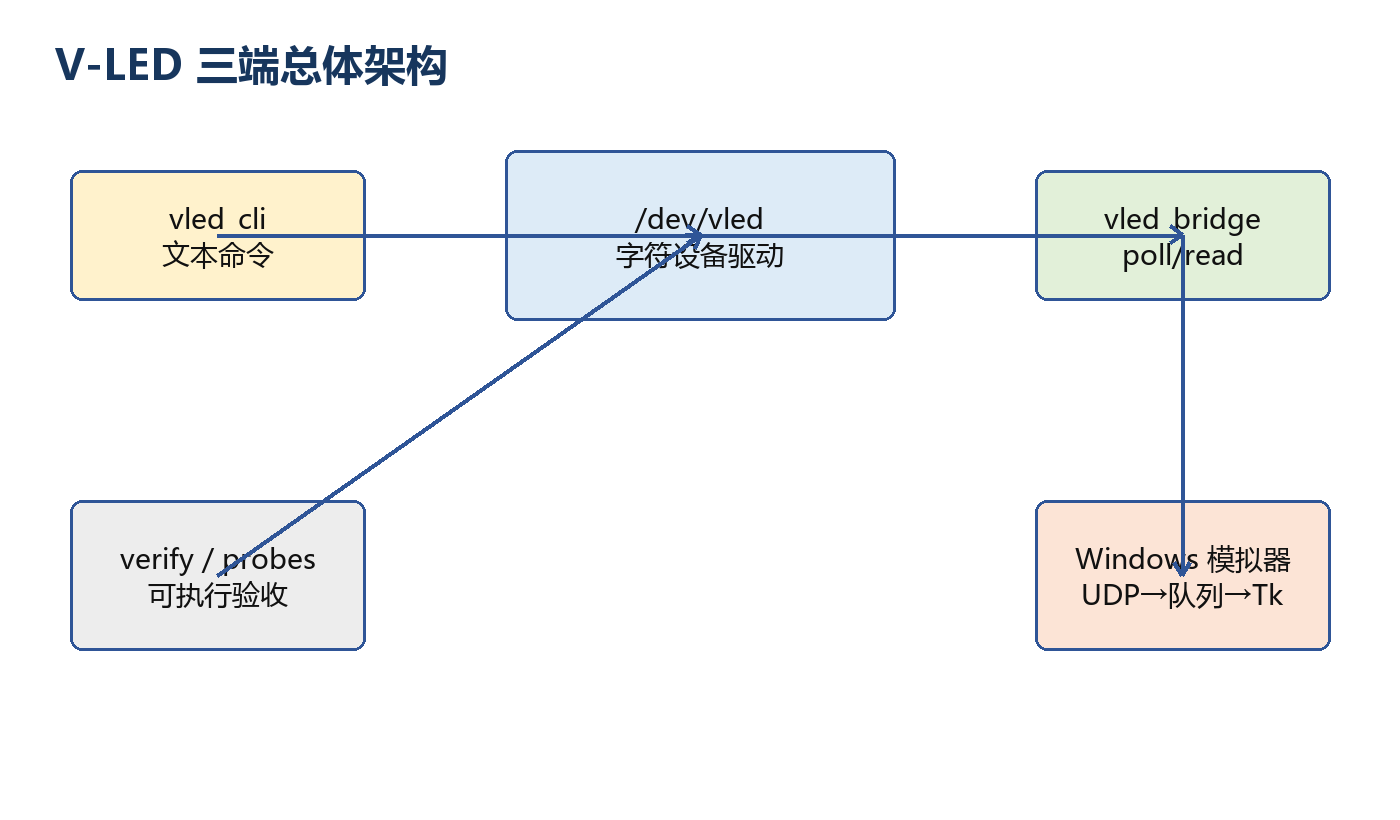 V-LED 三端总体架构
vled_cli
文本命令
/dev/vled
字符设备驱动
vled_bridge
poll/read
verify / probes
可执行验收
Windows 模拟器
UDP→队列→Tk